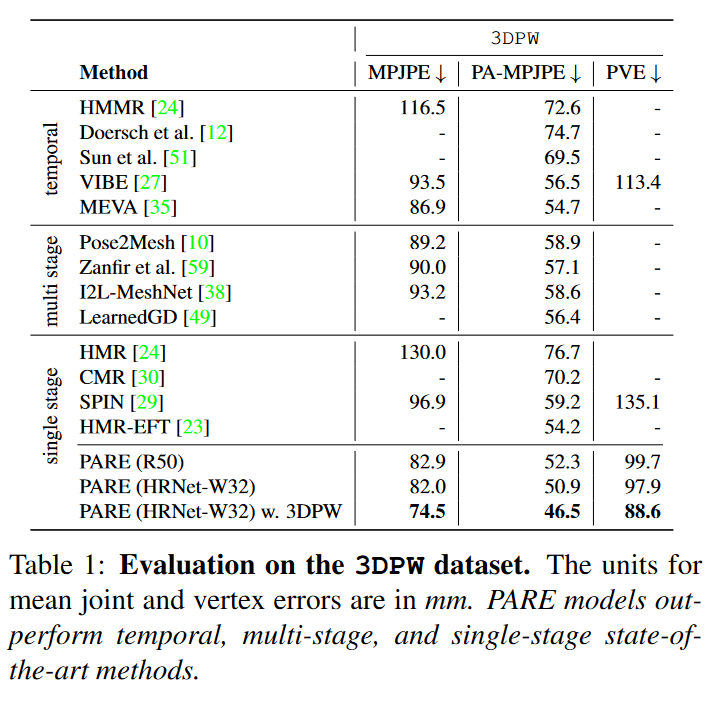 3DPW
Method MPJPE ↓ PA-MPJPE ↓ PVE ↓
temporal
HMMR [24] 116.5 72.6 -
Doersch et al. [12] - 74.7 -
Sun et al. [51] - 69.5 -
VIBE [27] 93.5 56.5 113.4
MEVA [35] 86.9 54.7 -
multi stage
Pose2Mesh [10] 89.2 58.9 -
Zanfir et al. [59] 90.0 57.1 -
I2L-MeshNet [38] 93.2 58.6 -
LearnedGD [49] - 56.4 -
single stage
HMR [24] 130.0 76.7
CMR [30] - 70.2 -
SPIN [29] 96.9 59.2 135.1
HMR-EFT [23] - 54.2 -
PARE (R50) 82.9 52.3 99.7
PARE (HRNet-W32) 82.0 50.9 97.9
PARE (HRNet-W32) w. 3DPW 74.5 46.5 88.6
Table 1: Evaluation on the 3DPW dataset. The units for
mean joint and vertex errors are in mm. PARE models out-
perform temporal, multi-stage, and single-stage state-of-
the-art methods.